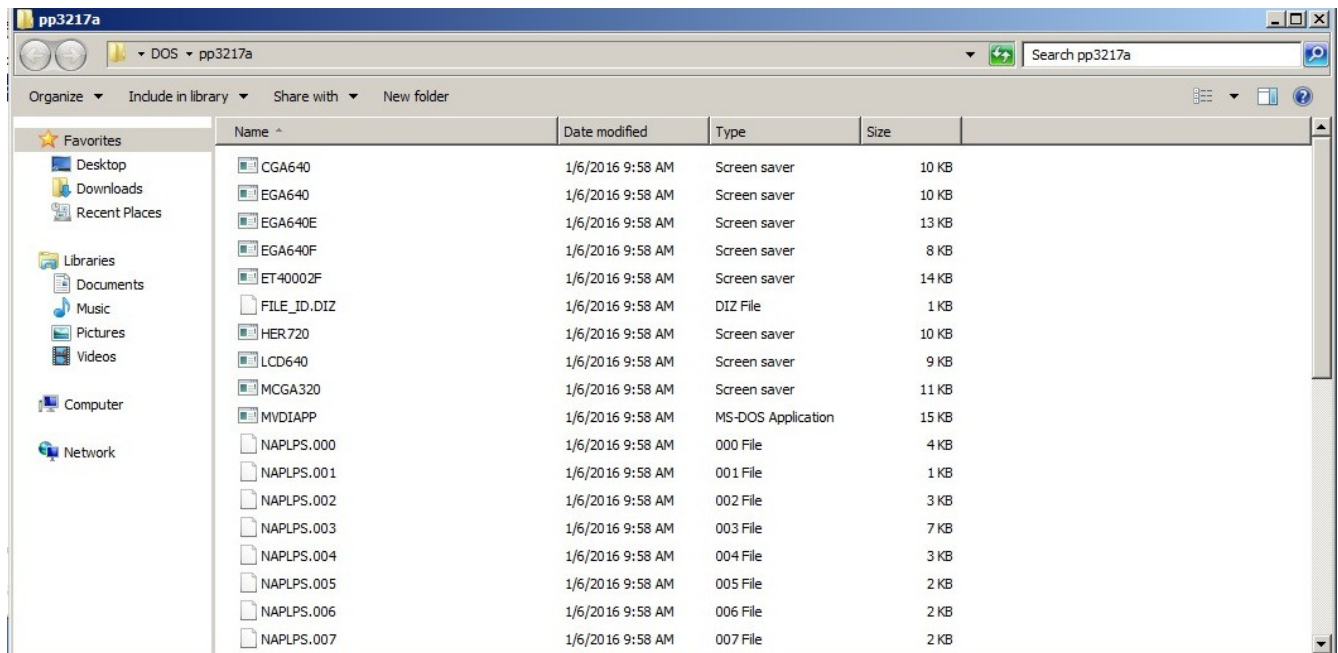 pp3217a
DOS pp3217a Search pp3217a
Organize Include in library Share with New folder
Name Date modified Type Size
Favorites
Desktop
Downloads
Recent Places
Libraries
Documents
Music
Pictures
Videos
Computer
Network
CGA640 1/6/2016 9:58 AM Screen saver 10 KB
EGA640 1/6/2016 9:58 AM Screen saver 10 KB
EGA640E 1/6/2016 9:58 AM Screen saver 13 KB
EGA640F 1/6/2016 9:58 AM Screen saver 8 KB
ET40002F 1/6/2016 9:58 AM Screen saver 14 KB
FILE_ID.DIZ 1/6/2016 9:58 AM DIZ File 1 KB
HER720 1/6/2016 9:58 AM Screen saver 10 KB
LCD640 1/6/2016 9:58 AM Screen saver 9 KB
MCGA320 1/6/2016 9:58 AM Screen saver 11 KB
MVDIAPP 1/6/2016 9:58 AM MS-DOS Application 15 KB
NAPLPS.000 1/6/2016 9:58 AM 000 File 4 KB
NAPLPS.001 1/6/2016 9:58 AM 001 File 1 KB
NAPLPS.002 1/6/2016 9:58 AM 002 File 3 KB
NAPLPS.003 1/6/2016 9:58 AM 003 File 7 KB
NAPLPS.004 1/6/2016 9:58 AM 004 File 3 KB
NAPLPS.005 1/6/2016 9:58 AM 005 File 2 KB
NAPLPS.006 1/6/2016 9:58 AM 006 File 2 KB
NAPLPS.007 1/6/2016 9:58 AM 007 File 2 KB